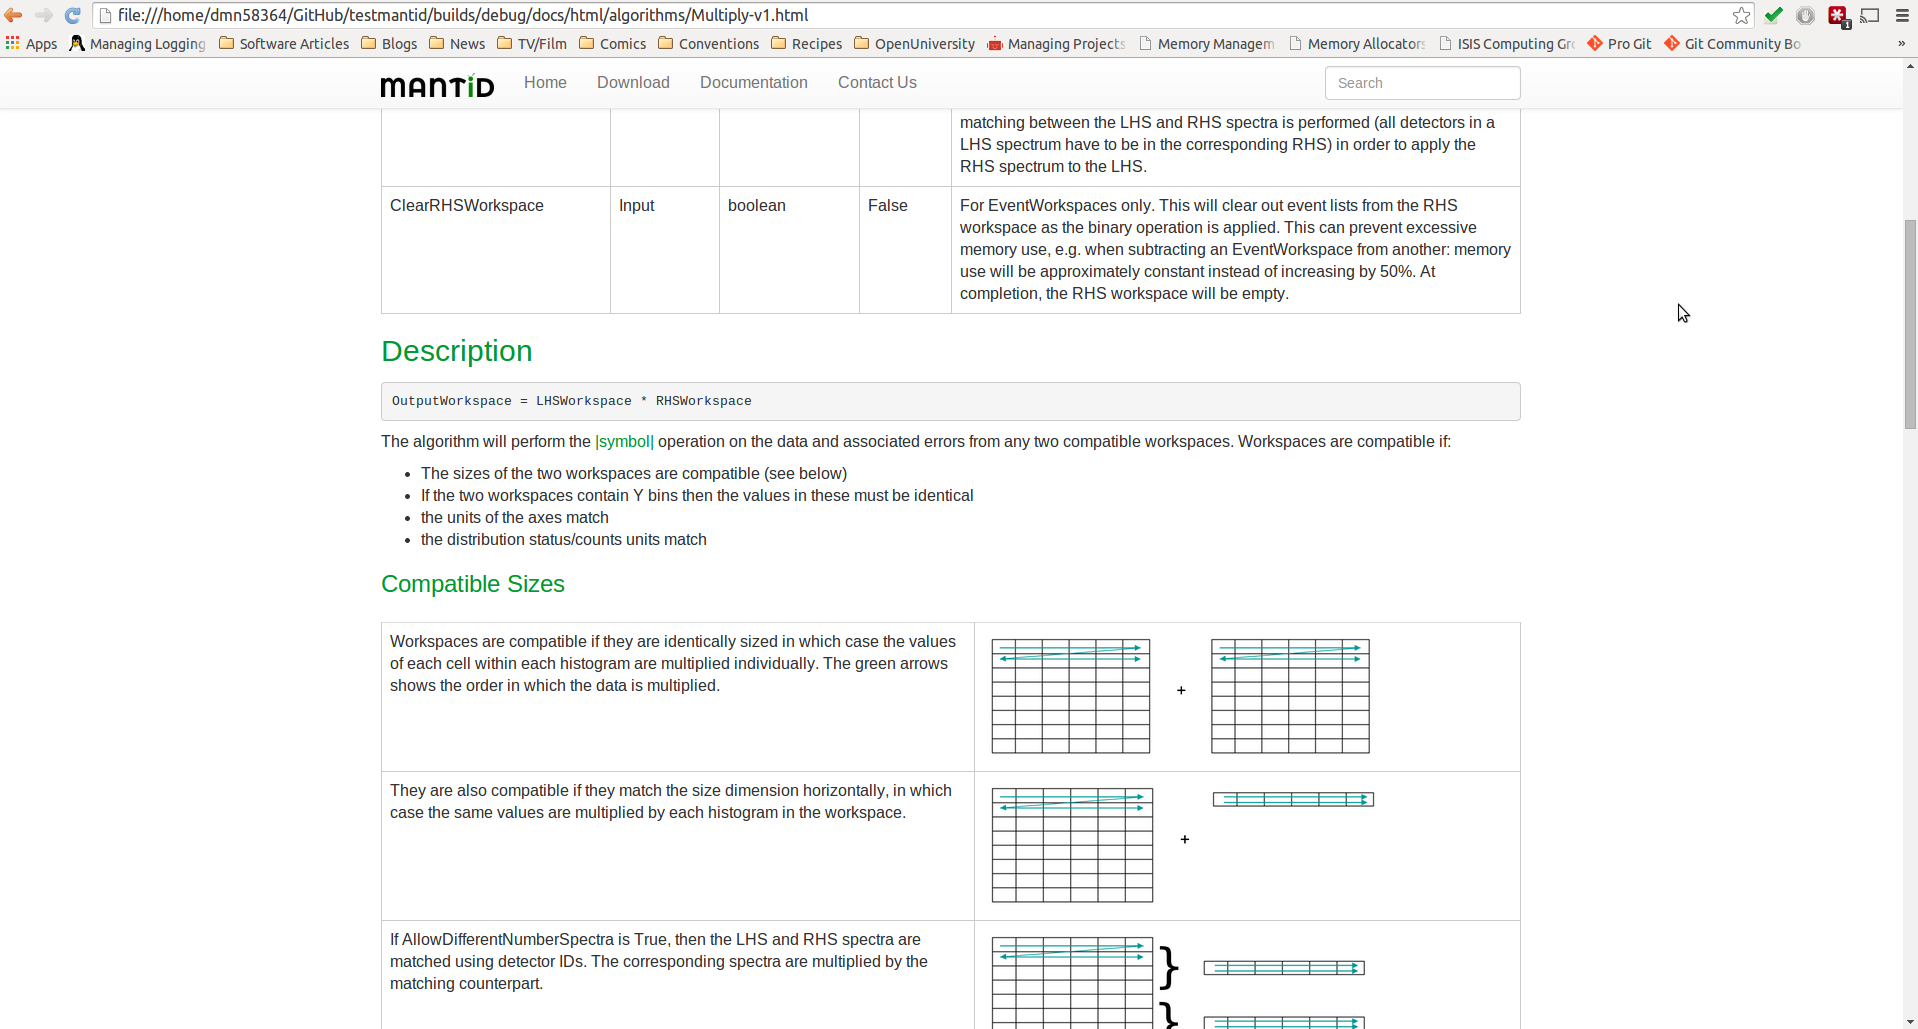 file:///home/dmn58364/GitHub/testmantid/builds/debug/docs/html/algorithms/Multiply-v1.html
1
Apps Managing Logging Software Articles Blogs News TV/Film Comics Conventions Recipes OpenUniversity Managing Projects Memory Managem Memory Allocators ISIS Computing Gr Pro Git Git Community Bo »
MANTID Home Download Documentation Contact Us Search
matching between the LHS and RHS spectra is performed (all detectors in a
LHS spectrum have to be in the corresponding RHS) in order to apply the
RHS spectrum to the LHS.
ClearRHSWorkspace Input boolean False For EventWorkspaces only. This will clear out event lists from the RHS
workspace as the binary operation is applied. This can prevent excessive
memory use, e.g. when subtracting an EventWorkspace from another: memory
use will be approximately constant instead of increasing by 50%. At
completion, the RHS workspace will be empty.
Description
OutputWorkspace = LHSWorkspace * RHSWorkspace
The algorithm will perform the |symbol| operation on the data and associated errors from any two compatible workspaces. Workspaces are compatible if:
• The sizes of the two workspaces are compatible (see below)
• If the two workspaces contain Y bins then the values in these must be identical
• the units of the axes match
• the distribution status/counts units match
Compatible Sizes
Workspaces are compatible if they are identically sized in which case the values
of each cell within each histogram are multiplied individually. The green arrows
shows the order in which the data is multiplied.
+
They are also compatible if they match the size dimension horizontally, in which
case the same values are multiplied by each histogram in the workspace.
+
If AllowDifferentNumberSpectra is True, then the LHS and RHS spectra are
matched using detector IDs. The corresponding spectra are multiplied by the
matching counterpart.
}
}